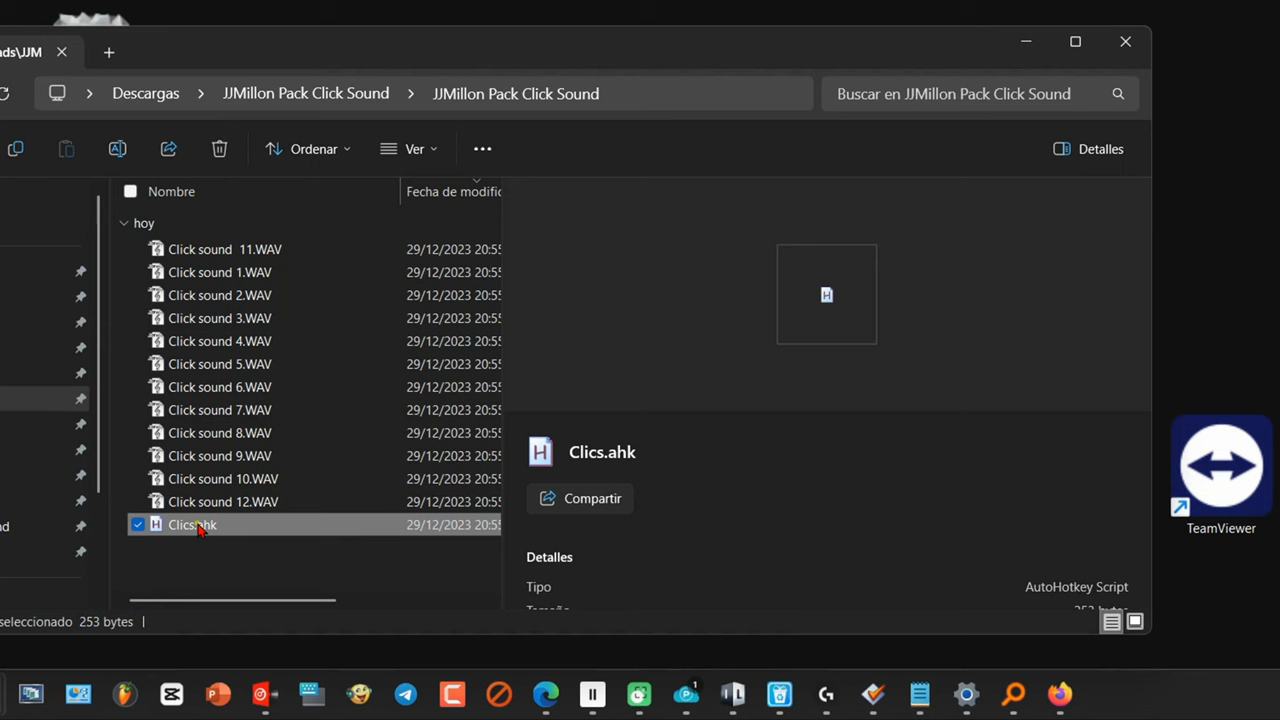 ads\JJM
Descargas > JJMillon Pack Click Sound > JJMillon Pack Click Sound
Buscar en JJMillon Pack Click Sound
Ordenar
Ver
Detalles
Nombre
Fecha de modific
hoy
Click sound  11.WAV 29/12/2023 20:55
Click sound 1.WAV 29/12/2023 20:55
Click sound 2.WAV 29/12/2023 20:55
Click sound 3.WAV 29/12/2023 20:55
Click sound 4.WAV 29/12/2023 20:55
Click sound 5.WAV 29/12/2023 20:55
Click sound 6.WAV 29/12/2023 20:55
Click sound 7.WAV 29/12/2023 20:55
Click sound 8.WAV 29/12/2023 20:55
Click sound 9.WAV 29/12/2023 20:55
Click sound 10.WAV 29/12/2023 20:55
Click sound 12.WAV 29/12/2023 20:55
Clics.ahk 29/12/2023 20:55
nd
Clics.ahk
Compartir
Detalles
Tipo AutoHotkey Script
Tamaño 253 bytes
seleccionado 253 bytes
TeamViewer